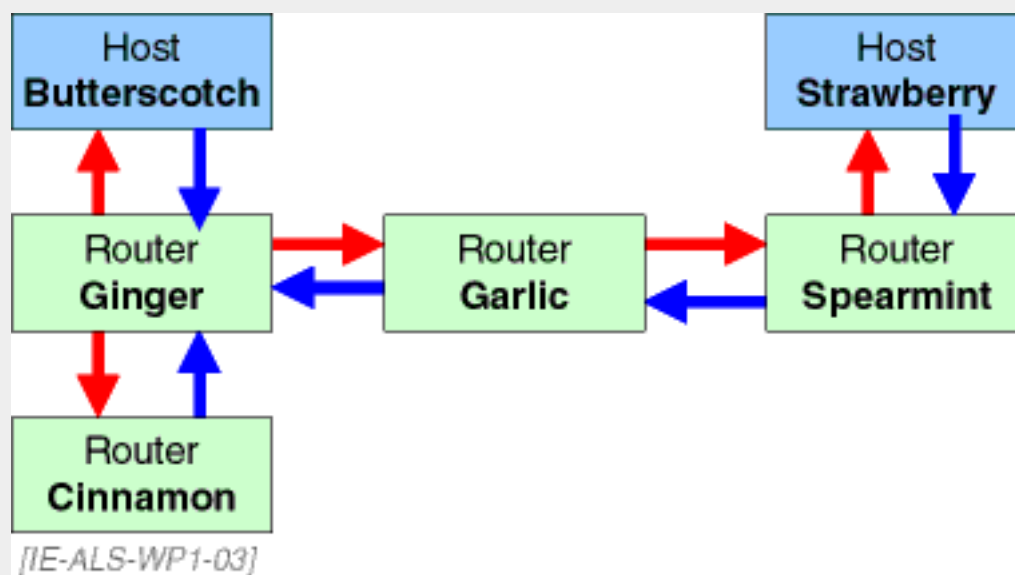 Host
Butterscotch
Host
Strawberry
Router
Ginger
Router
Garlic
Router
Spearmint
Router
Cinnamon
[IE-ALS-WP1-03]